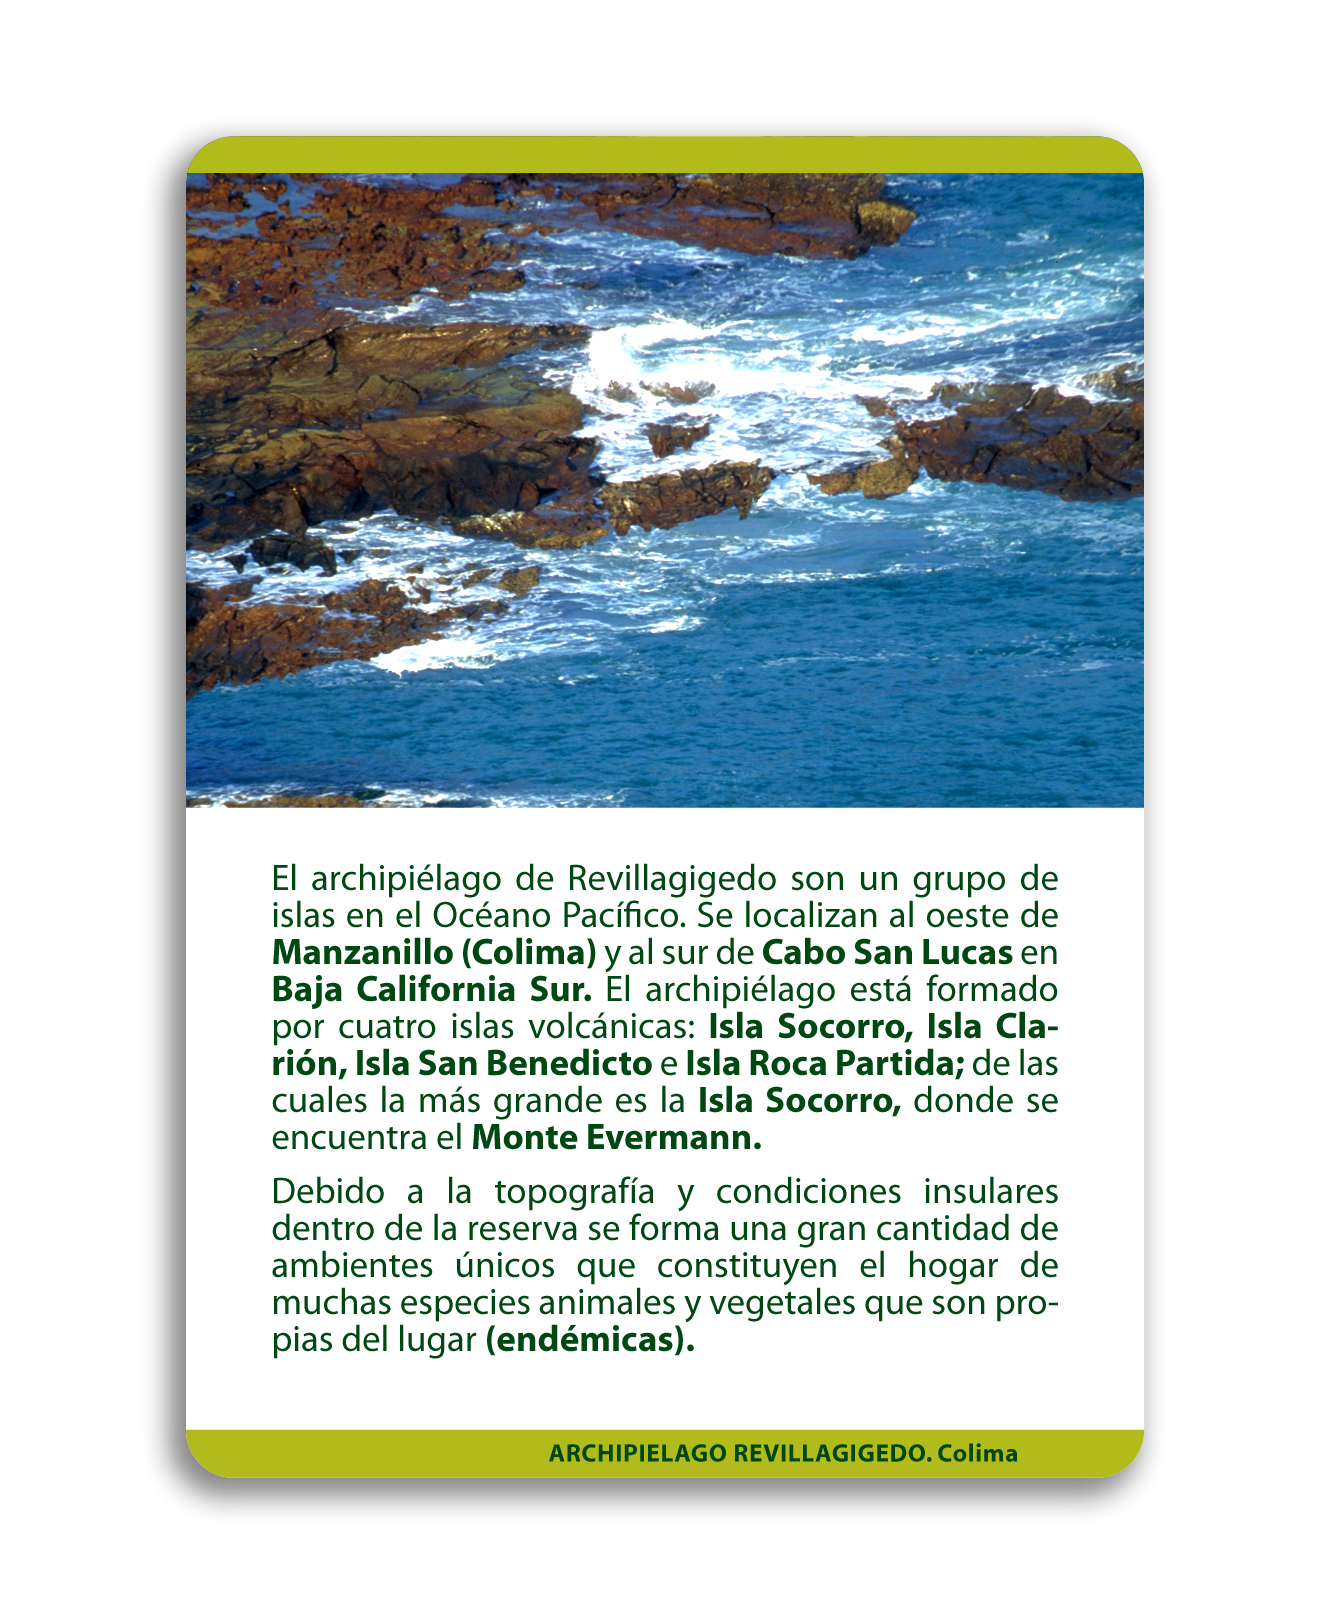 El archipiélago de Revillagigedo son un grupo de
islas en el Océano Pacífico. Se localizan al oeste de
Manzanillo (Colima) y al sur de Cabo San Lucas en
Baja California Sur. El archipiélago está formado
por cuatro islas volcánicas: Isla Socorro, Isla Cla-
rión, Isla San Benedicto e Isla Roca Partida; de las
cuales la más grande es la Isla Socorro, donde se
encuentra el Monte Evermann.
Debido a la topografía y condiciones insulares
dentro de la reserva se forma una gran cantidad de
ambientes únicos que constituyen el hogar de
muchas especies animales y vegetales que son pro-
pias del lugar (endémicas).
ARCHIPIELAGO REVILLAGIGEDO. Colima